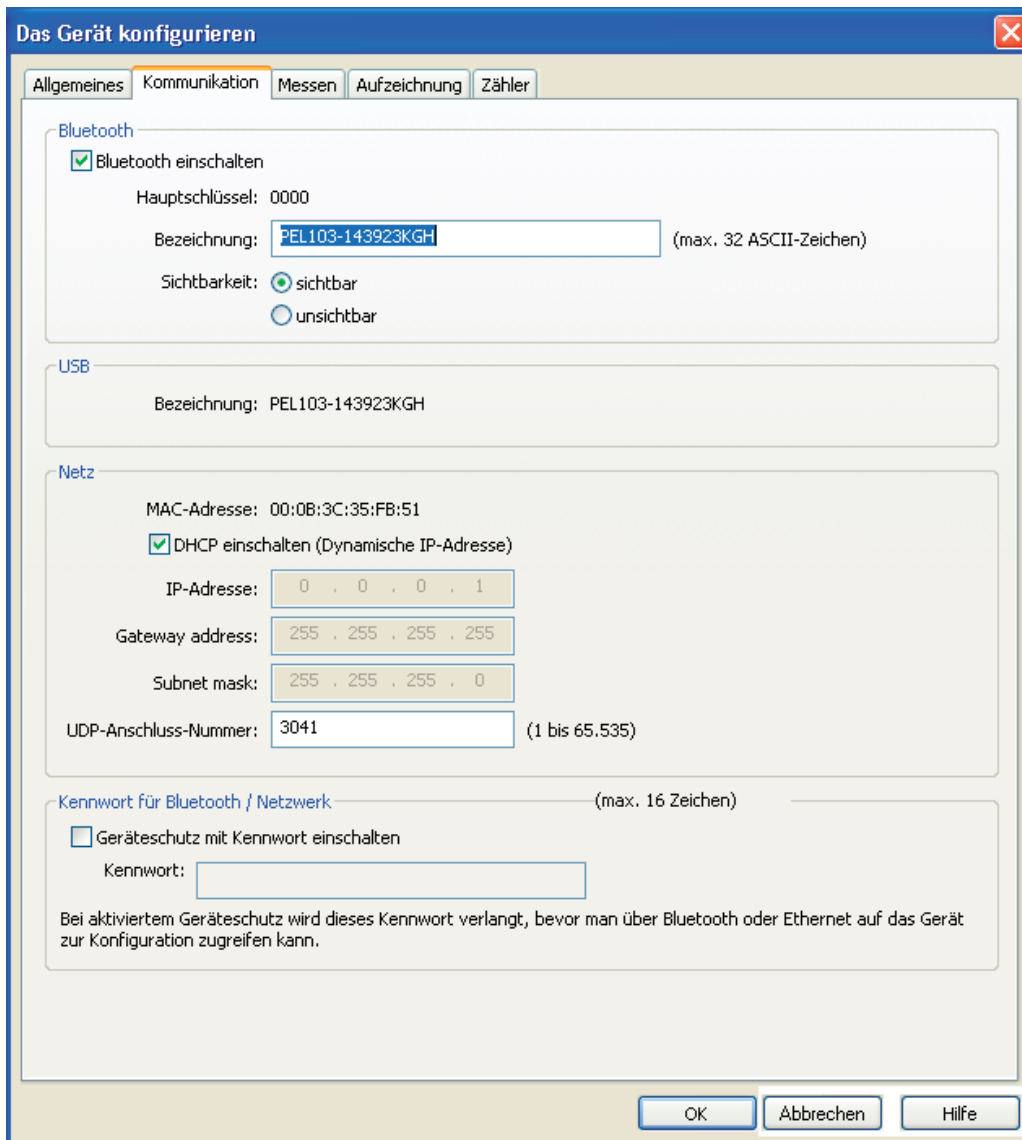 Das Gerät konfigurieren
Allgemeines Kommunikation Messen Aufzeichnung Zähler
Bluetooth
Bluetooth einschalten
Hauptschlüssel: 0000
Bezeichnung: PEL103-143923KGH (max. 32 ASCII-Zeichen)
Sichtbarkeit: sichtbar
unsichtbar
USB
Bezeichnung: PEL103-143923KGH
Netz
MAC-Adresse: 00:0B:3C:35:FB:51
DHCP einschalten (Dynamische IP-Adresse)
IP-Adresse: 0 . 0 . 0 . 1
Gateway address: 255 . 255 . 255 . 255
Subnet mask: 255 . 255 . 255 . 0
UDP-Anschluss-Nummer: 3041 (1 bis 65.535)
Kennwort für Bluetooth / Netzwerk (max. 16 Zeichen)
Geräteschutz mit Kennwort einschalten
Kennwort:
Bei aktiviertem Geräteschutz wird dieses Kennwort verlangt, bevor man über Bluetooth oder Ethernet auf das Gerät
zur Konfiguration zugreifen kann.
OK Abbrechen Hilfe